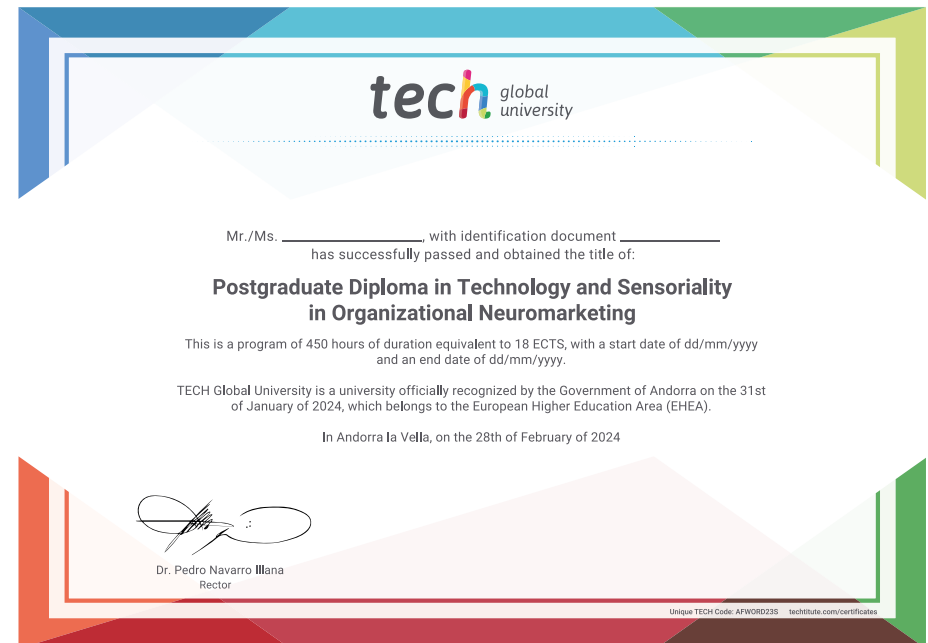 tech global university
Mr./Ms. ____________, with identification document ____________
has successfully passed and obtained the title of:
Postgraduate Diploma in Technology and Sensoriality
in Organizational Neuromarketing
This is a program of 450 hours of duration equivalent to 18 ECTS, with a start date of dd/mm/yyyy
and an end date of dd/mm/yyyy.
TECH Global University is a university officially recognized by the Government of Andorra on the 31st
of January of 2024, which belongs to the European Higher Education Area (EHEA).
In Andorra la Vella, on the 28th of February of 2024
Dr. Pedro Navarro Illana
Rector
Unique TECH Code: AFWORD23S techtitute.com/certificates